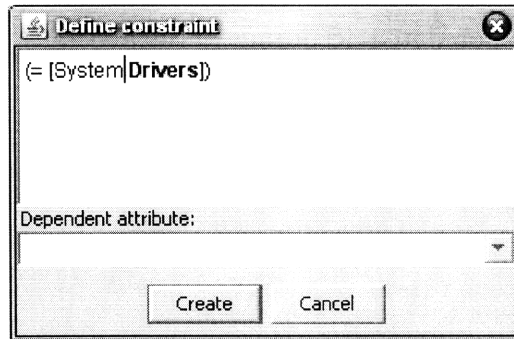 Define constraint
(= [System|Drivers])
Dependent attribute:
Create Cancel